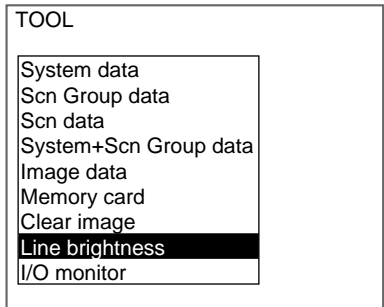 TOOL
System data
Scn Group data
Scn data
System+Scn Group data
Image data
Memory card
Clear image
Line brightness
I/O monitor